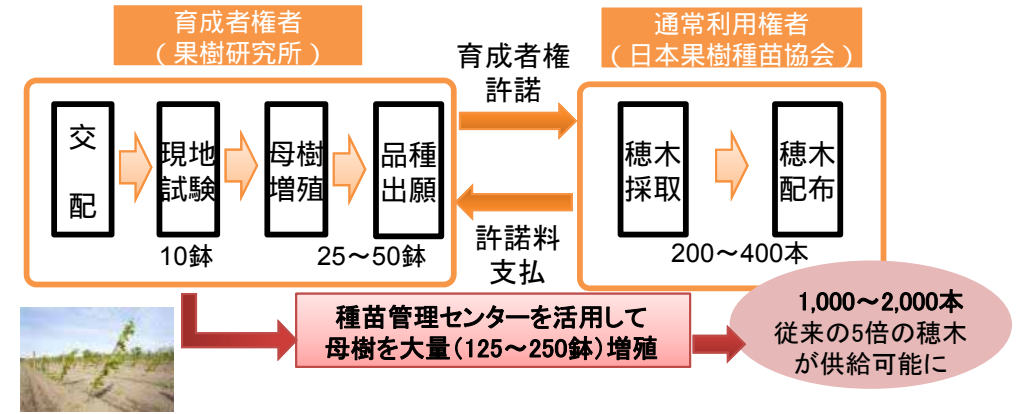 育成者権者
（果樹研究所）
交
配
現地
試験
母樹
増殖
品種
出願
10鉢
25～50鉢
育成者権
許諾
許諾料
支払
通常利用権者
（日本果樹種苗協会）
穂木
採取
穂木
配布
200～400本
種苗管理センターを活用して
母樹を大量（125～250鉢）増殖
1,000～2,000本
従来の5倍の穂木
が供給可能に